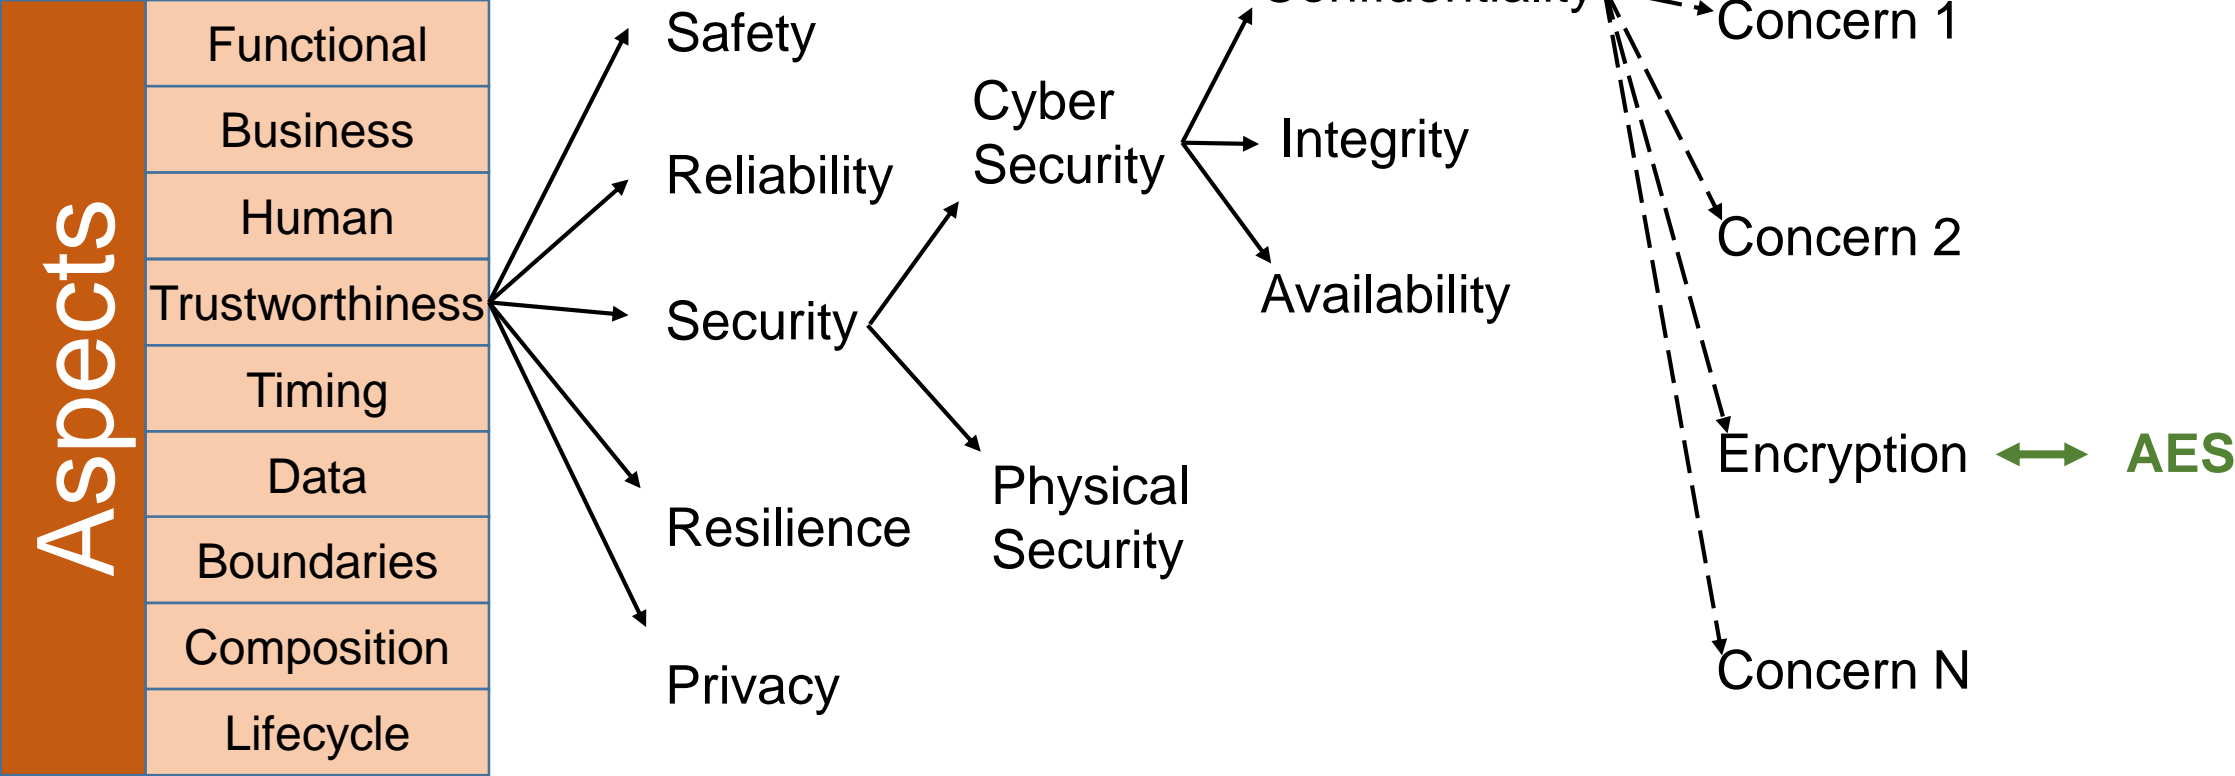 Aspects
Functional
Business
Human
Trustworthiness
Timing
Data
Boundaries
Composition
Lifecycle
Safety
Reliability
Security
Resilience
Privacy
Cyber
Security
Physical
Security
Confidentiality
Integrity
Availability
Concern 1
Concern 2
Encryption
Concern N
AES